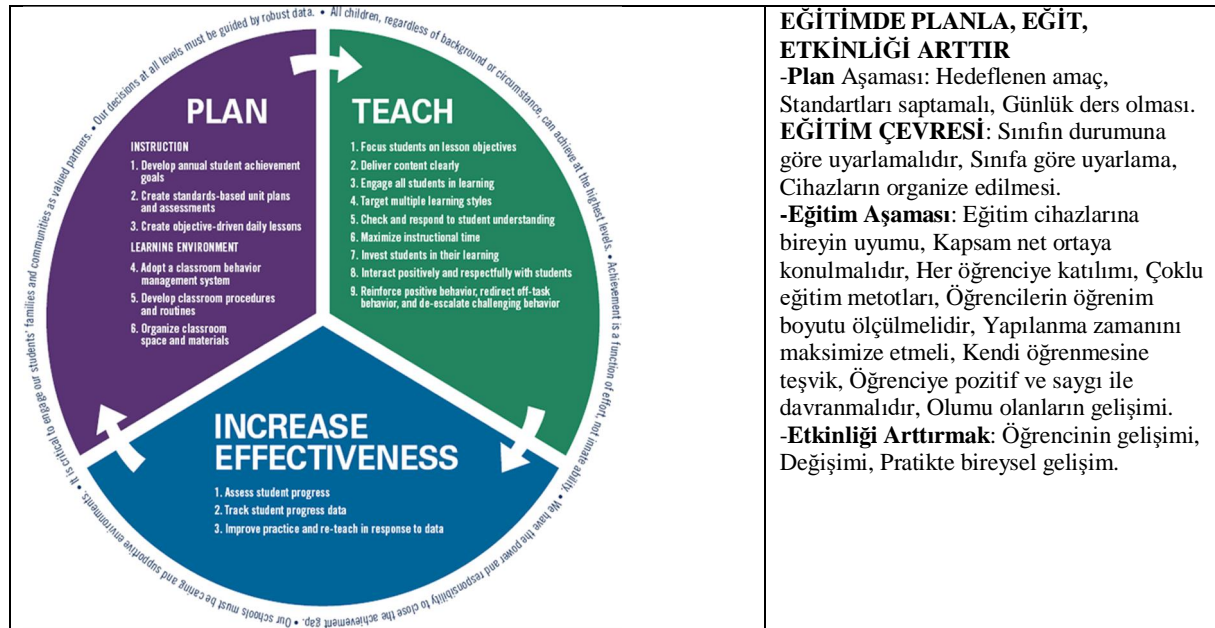 Our decisions at all levels must be guided by robust data. • All children, regardless of background or circumstance, can achieve at the highest levels. • Achievement is a function of effort, not innate ability. • We have the power and responsibility to close the achievement gap. • Our schools must be caring and supportive environments. • It is critical to engage our students' families and communities as valued partners. •
PLAN
INSTRUCTION
1. Develop annual student achievement
goals
2. Create standards-based unit plans
and assessments
3. Create objective-driven daily lessons
LEARNING ENVIRONMENT
4. Adopt a classroom behavior
management system
5. Develop classroom procedures
and routines
6. Organize classroom
space and materials
TEACH
1. Focus students on lesson objectives
2. Deliver content clearly
3. Engage all students in learning
4. Target multiple learning styles
5. Check and respond to student understanding
6. Maximize instructional time
7. Invest students in their learning
8. Interact positively and respectfully with students
9. Reinforce positive behavior, redirect off-task
behavior, and de-escalate challenging behavior
INCREASE
EFFECTIVENESS
1. Assess student progress
2. Track student progress data
3. Improve practice and re-teach in response to data
EĞİTİMDE PLANLA, EĞİT,
ETKİNLİĞİ ARTTIR
-Plan Aşaması: Hedeflenen amaç,
Standartları saptamalı, Günlük ders olması.
EĞİTİM ÇEVRESİ: Sınıfın durumuna
göre uyarlamalıdır, Sınıfa göre uyarlama,
Cihazların organize edilmesi.
-Eğitim Aşaması: Eğitim cihazlarına
bireyin uyumu, Kapsam net ortaya
konulmalıdır, Her öğrenciye katılımı, Çoklu
eğitim metotları, Öğrencilerin öğrenim
boyutu ölçülmelidir, Yapılanma zamanını
maksimize etmeli, Kendi öğrenmesine
teşvik, Öğrenciye pozitif ve saygı ile
davranmalıdır, Olumu olanların gelişimi.
-Etkinliği Arttırmak: Öğrencinin gelişimi,
Değişimi, Pratikte bireysel gelişim.